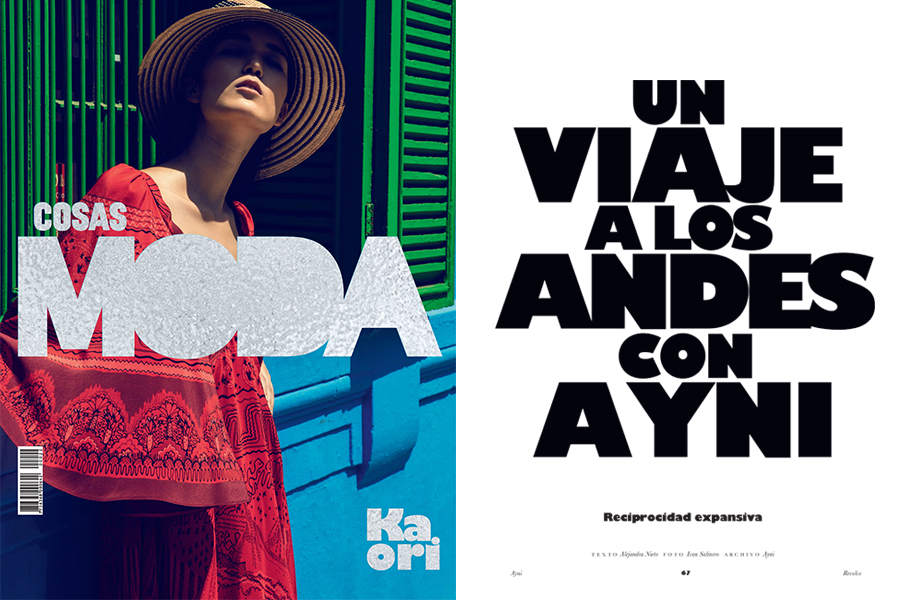 COSAS
MODA
Ka.
ori
UN
VIAJE
A LOS
ANDES
CON
AYNI
Reciprocidad expansiva
TEXTO Alejandra Nieto FOTO Ivan Salinero ARCHIVO Ayni
Ayni 67 Revolve